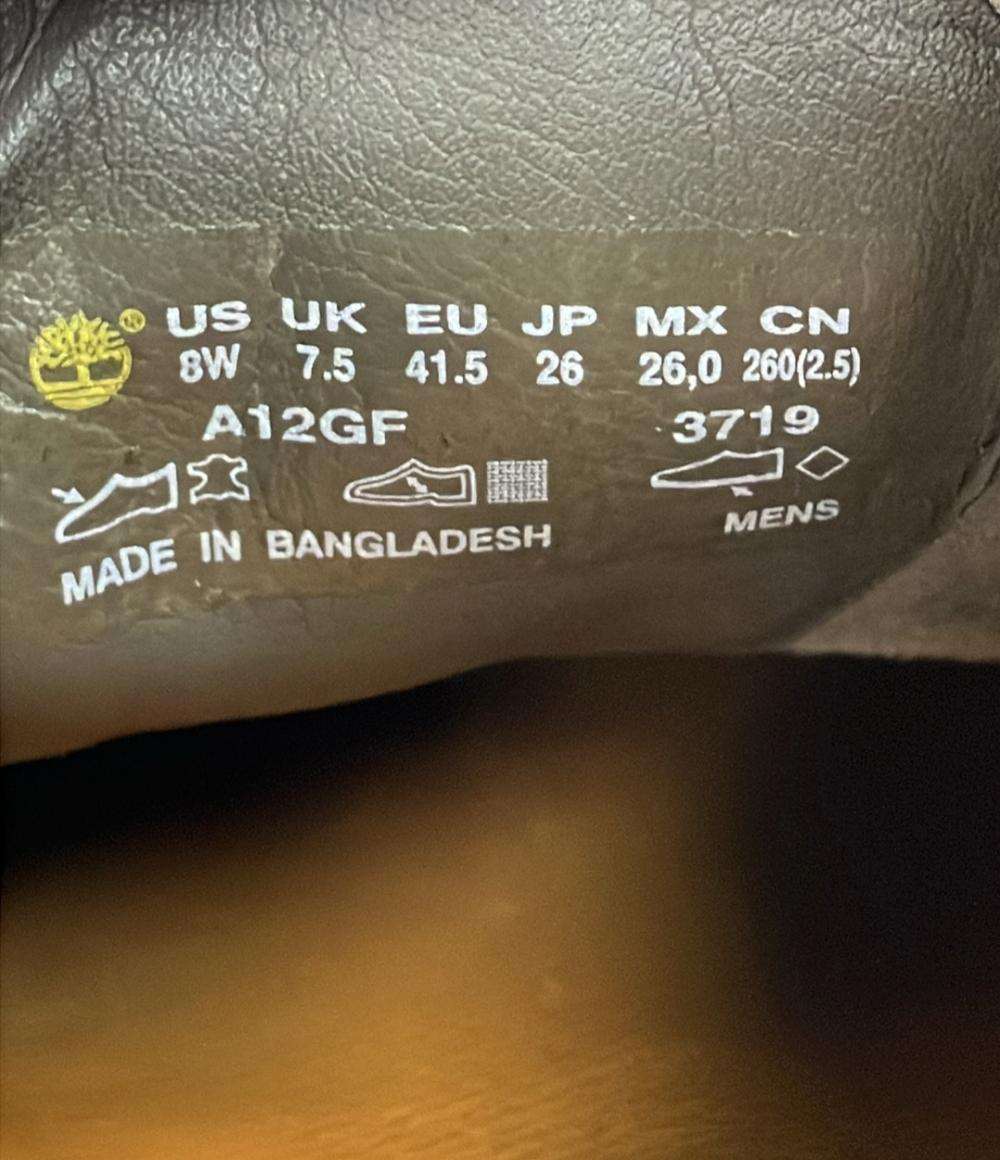 ® US UK EU JP MX CN
8W 7.5 41.5 26 26,0 260(2.5)
A12GF 3719
MENS
MADE IN BANGLADESH